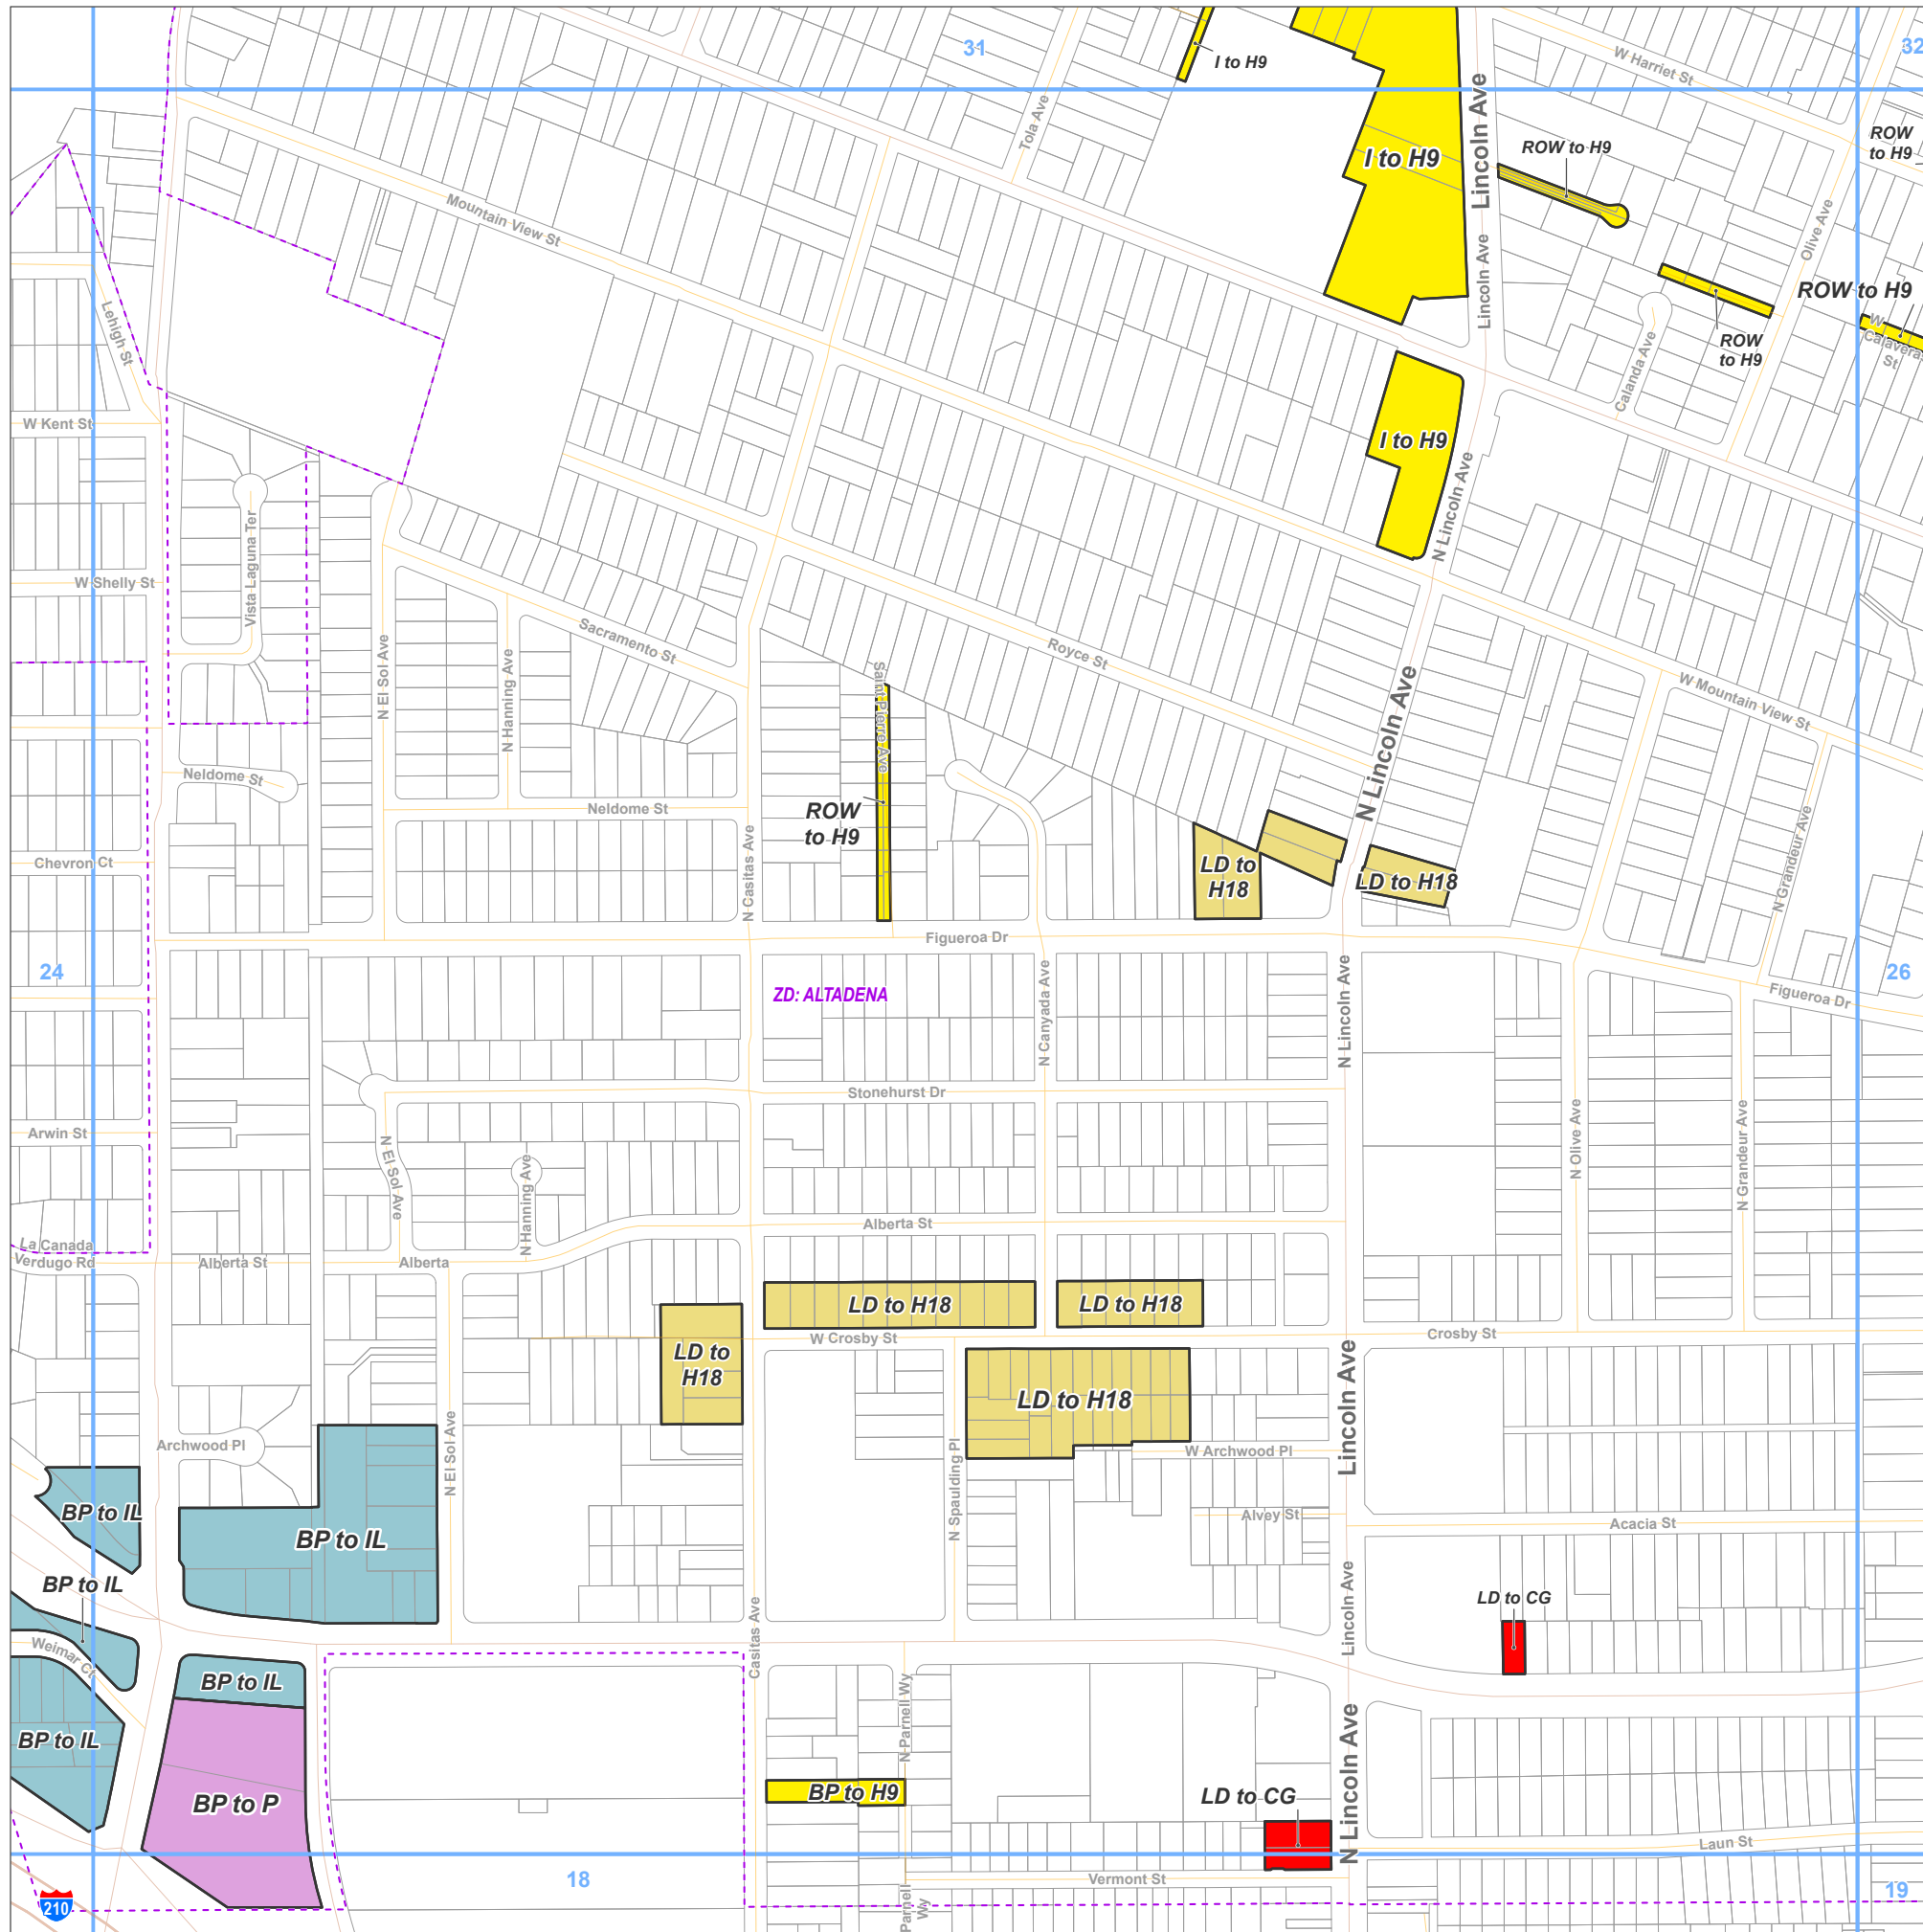 31
32
I to H9
W Harriet St
Tola Ave
Lincoln Ave
ROW
to H9
ROW to H9
I to H9
Mountain View St
Olive Ave
Lincoln Ave
ROW to H9
Lehigh St
W
Calaveras
St
ROW
to H9
Calanda Ave
W Kent St
I to H9
N Lincoln Ave
Vista Laguna Ter
W Shelly St
Sacramento St
Royce St
N El Sol Ave
N Hanning Ave
Saint Pierre Ave
W Mountain View St
N Lincoln Ave
Neldome St
Neldome St
ROW
to H9
N Casitas Ave
Chevron Ct
LD to
H18
LD to H18
N Grandeur Ave
Figueroa Dr
24
ZD: ALTADENA
26
Figueroa Dr
N Canyada Ave
N Lincoln Ave
Stonehurst Dr
Arwin St
N El Sol Ave
N Hanning Ave
N Olive Ave
N Grandeur Ave
Alberta St
La Canada
Verdugo Rd
Alberta St
Alberta
LD to H18
LD to H18
W Crosby St
Crosby St
LD to
H18
LD to H18
Lincoln Ave
Archwood Pl
N El Sol Ave
N Spaulding Pl
W Archwood Pl
BP to IL
BP to IL
Alvey St
Acacia St
BP to IL
Casitas Ave
Lincoln Ave
LD to CG
Weimar Ct
BP to IL
N Parnell Wy
BP to IL
BP to P
BP to H9
LD to CG
N Lincoln Ave
Laun St
18
Vermont St
19
210
Parnell
Wy